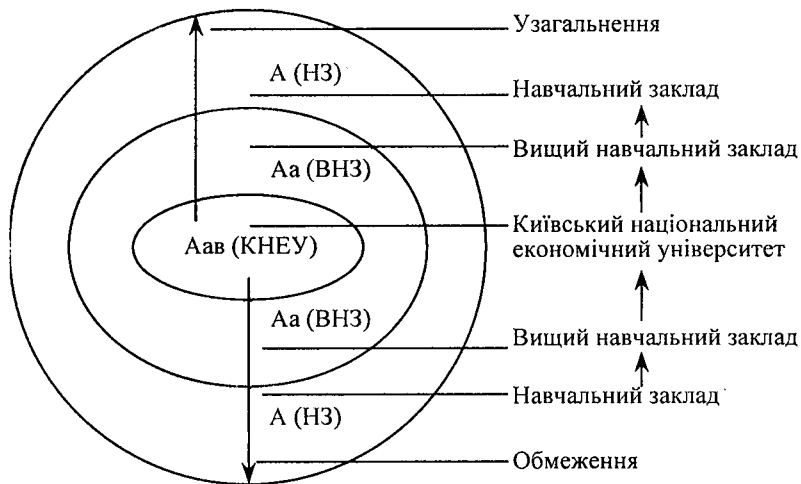 Узагальнення
А (НЗ)
Навчальний заклад
Вищий навчальний заклад
Аа (ВНЗ)
Київський національний
економічний університет
Аав (КНЕУ)
Аа (ВНЗ)
Вищий навчальний заклад
Навчальний заклад
А (НЗ)
Обмеження